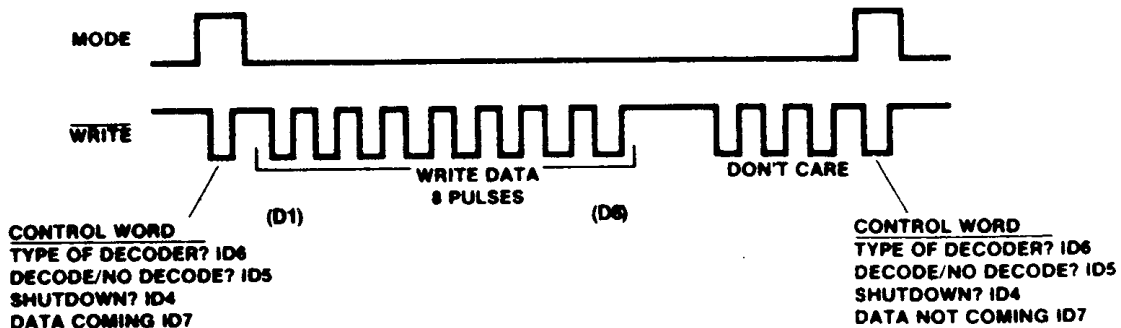 MODE
WRITE
WRITE DATA
8 PULSES
DON'T CARE
(D1)
(D8)
CONTROL WORD
TYPE OF DECODER? ID6
DECODE/NO DECODE? ID5
SHUTDOWN? ID4
DATA COMING ID7
CONTROL WORD
TYPE OF DECODER? ID6
DECODE/NO DECODE? ID5
SHUTDOWN? ID4
DATA NOT COMING ID7